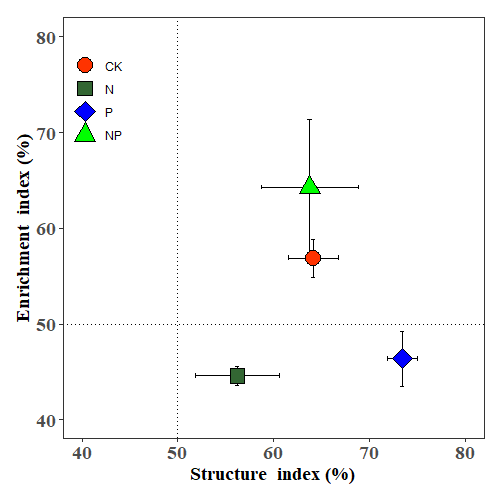 80
CK
N
P
NP
70
60
50
40
Enrichment index (%)
40 50 60 70 80
Structure index (%)